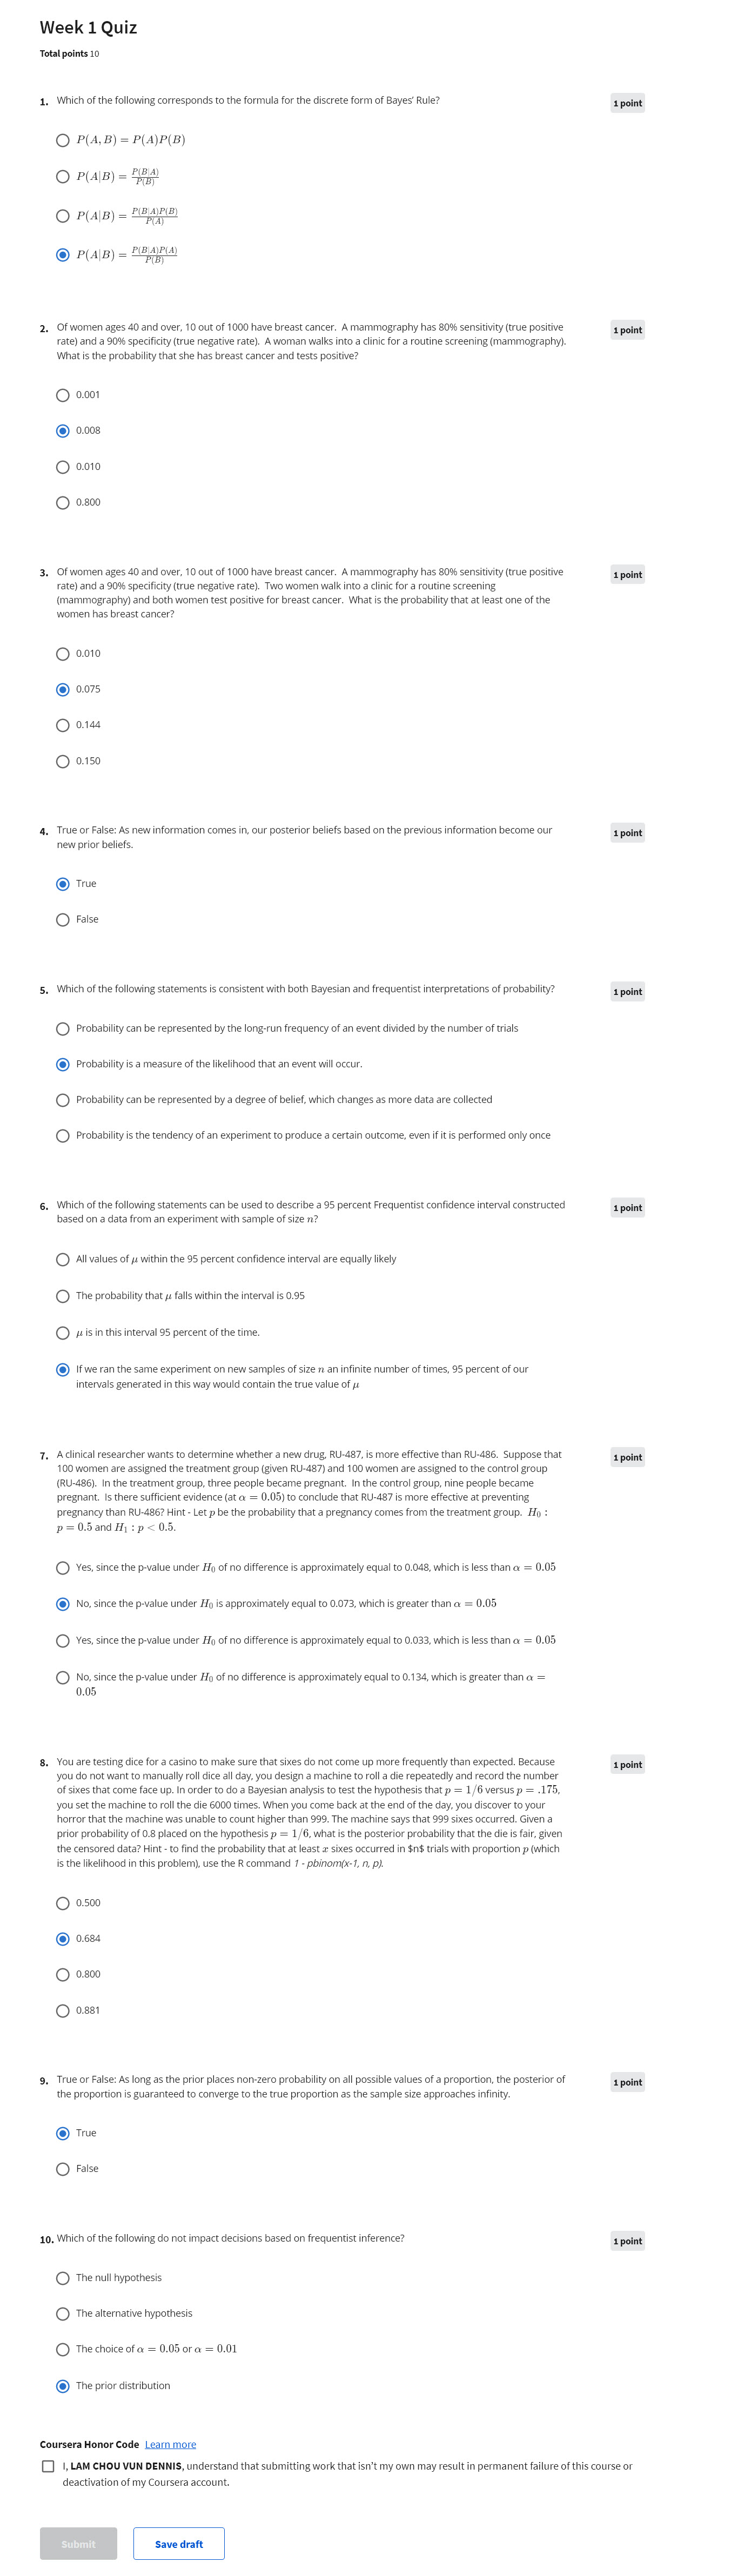 Week 1 Quiz
Total points 10
1. Which of the following corresponds to the formula for the discrete form of Bayes' Rule?
1 point
P(A, B) = P(A)P(B)
P(A|B) = P(B|A)/P(B)
P(A|B) = P(B|A)P(B)/P(A)
P(A|B) = P(B|A)P(A)/P(B)
2. Of women ages 40 and over, 10 out of 1000 have breast cancer. A mammography has 80% sensitivity (true positive
1 point
rate) and a 90% specificity (true negative rate). A woman walks into a clinic for a routine screening (mammography).
What is the probability that she has breast cancer and tests positive?
0.001
0.008
0.010
0.800
3. Of women ages 40 and over, 10 out of 1000 have breast cancer. A mammography has 80% sensitivity (true positive
1 point
rate) and a 90% specificity (true negative rate). Two women walk into a clinic for a routine screening
(mammography) and both women test positive for breast cancer. What is the probability that at least one of the
women has breast cancer?
0.010
0.075
0.144
0.150
4. True or False: As new information comes in, our posterior beliefs based on the previous information become our
1 point
new prior beliefs.
True
False
5. Which of the following statements is consistent with both Bayesian and frequentist interpretations of probability?
1 point
Probability can be represented by the long-run frequency of an event divided by the number of trials
Probability is a measure of the likelihood that an event will occur.
Probability can be represented by a degree of belief, which changes as more data are collected
Probability is the tendency of an experiment to produce a certain outcome, even if it is performed only once
6. Which of the following statements can be used to describe a 95 percent Frequentist confidence interval constructed
1 point
based on a data from an experiment with sample of size n?
All values of μ within the 95 percent confidence interval are equally likely
The probability that μ falls within the interval is 0.95
μ is in this interval 95 percent of the time.
If we ran the same experiment on new samples of size n an infinite number of times, 95 percent of our
intervals generated in this way would contain the true value of μ
7. A clinical researcher wants to determine whether a new drug, RU-487, is more effective than RU-486. Suppose that
1 point
100 women are assigned the treatment group (given RU-487) and 100 women are assigned to the control group
(RU-486). In the treatment group, three people became pregnant. In the control group, nine people became
pregnant. Is there sufficient evidence (at α = 0.05) to conclude that RU-487 is more effective at preventing
pregnancy than RU-486? Hint - Let p be the probability that a pregnancy comes from the treatment group. H₀ :
p = 0.5 and H₁ : p < 0.5.
Yes, since the p-value under H₀ of no difference is approximately equal to 0.048, which is less than α = 0.05
No, since the p-value under H₀ is approximately equal to 0.073, which is greater than α = 0.05
Yes, since the p-value under H₀ of no difference is approximately equal to 0.033, which is less than α = 0.05
No, since the p-value under H₀ of no difference is approximately equal to 0.134, which is greater than α =
0.05
8. You are testing dice for a casino to make sure that sixes do not come up more frequently than expected. Because
1 point
you do not want to manually roll dice all day, you design a machine to roll a die repeatedly and record the number
of sixes that come face up. In order to do a Bayesian analysis to test the hypothesis that p = 1/6 versus p = .175,
you set the machine to roll the die 6000 times. When you come back at the end of the day, you discover to your
horror that the machine was unable to count higher than 999. The machine says that 999 sixes occurred. Given a
prior probability of 0.8 placed on the hypothesis p = 1/6, what is the posterior probability that the die is fair, given
the censored data? Hint - to find the probability that at least x sixes occurred in $n$ trials with proportion p (which
is the likelihood in this problem), use the R command 1 - pbinom(x-1, n, p).
0.500
0.684
0.800
0.881
9. True or False: As long as the prior places non-zero probability on all possible values of a proportion, the posterior of
1 point
the proportion is guaranteed to converge to the true proportion as the sample size approaches infinity.
True
False
10. Which of the following do not impact decisions based on frequentist inference?
1 point
The null hypothesis
The alternative hypothesis
The choice of α = 0.05 or α = 0.01
The prior distribution
Coursera Honor Code Learn more
I, LAM CHOU VUN DENNIS, understand that submitting work that isn't my own may result in permanent failure of this course or
deactivation of my Coursera account.
Submit
Save draft